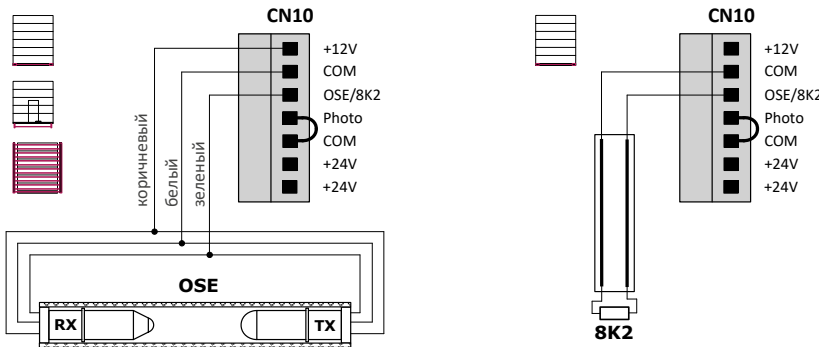 CN10
+12V
COM
OSE/8K2
Photo
COM
+24V
+24V
коричневый
белый
зеленый
OSE
RX
TX
CN10
+12V
COM
OSE/8K2
Photo
COM
+24V
+24V
8K2